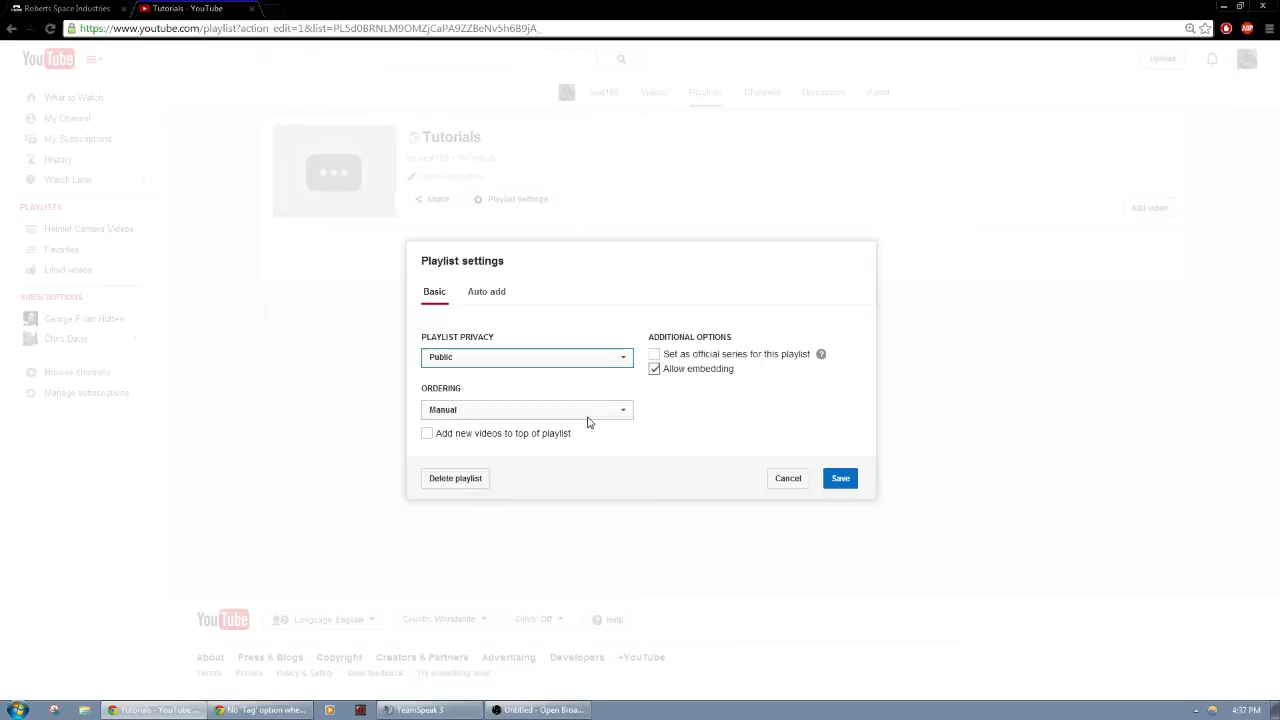 Roberts Space Industries
Tutorials - YouTube
https://www.youtube.com/playlist?action_edit=1&list=PL5d0BRNLM9OMZjCaPA9ZZBeNv5h6B9jA_
YouTube
Upload
What to Watch
My Channel
My Subscriptions
History
Watch Later
PLAYLISTS
Helmet Camera Videos
Favorites
Liked videos
SUBSCRIPTIONS
George F.van Hutten
Chris Davis
Browse channels
Manage subscriptions
Videos
Playlists
Channels
Discussion
About
Tutorials
Share
Playlist settings
Add video
Playlist settings
Basic
Auto add
PLAYLIST PRIVACY
Public
ORDERING
Manual
Add new videos to top of playlist
ADDITIONAL OPTIONS
Set as official series for this playlist
Allow embedding
Delete playlist
Cancel
Save
YouTube
Language: English
Country: Worldwide
Safety: Off
Help
About
Press & Blogs
Copyright
Creators & Partners
Advertising
Developers
+YouTube
Terms
Privacy
Policy & Safety
Send feedback
Try something new!
Tutorials - YouTube ...
No 'Tag' option whe...
TeamSpeak 3
Untitled - Open Broa...
4:37 PM